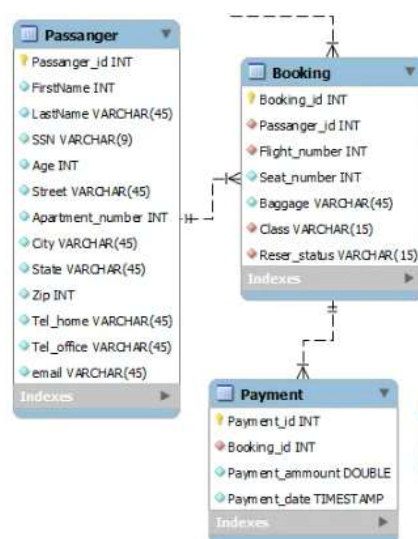 Passanger
Passanger_id INT
FirstName INT
LastName VARCHAR(45)
SSN VARCHAR(9)
Age INT
Street VARCHAR(45)
Apartment_number INT
City VARCHAR(45)
State VARCHAR(45)
Zip INT
Tel_home VARCHAR(45)
Tel_office VARCHAR(45)
email VARCHAR(45)
Indexes
Booking
Booking_id INT
Passanger_id INT
Flight_number INT
Seat_number INT
Baggage VARCHAR(45)
Class VARCHAR(15)
Reser_status VARCHAR(15)
Indexes
Payment
Payment_id INT
Booking_id INT
Payment_ammount DOUBLE
Payment_date TIMESTAMP
Indexes